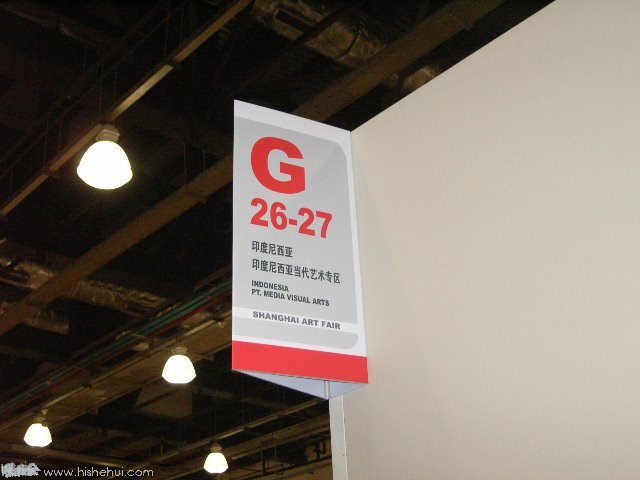 G
26-27
印度尼西亚
印度尼西亚当代艺术专区
INDONESIA
PT. MEDIA VISUAL ARTS
SHANGHAI ART FAIR
www.hishehui.com